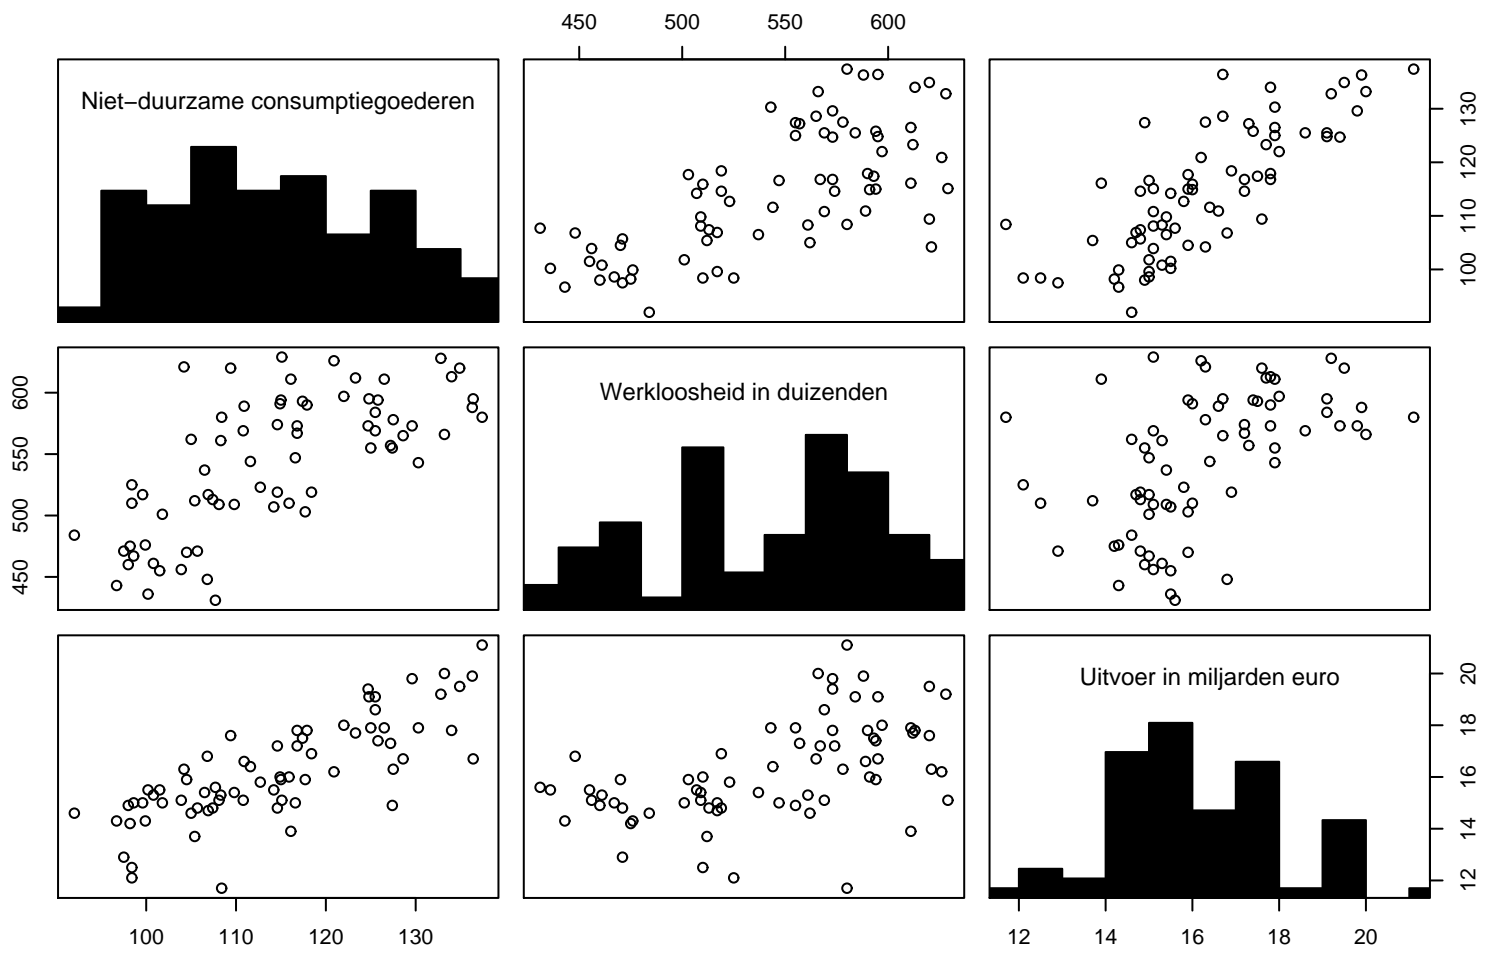 450 500 550 600
Niet−duurzame consumptiegoederen
100 110 120 130
450 500 550 600
Werkloosheid in duizenden
Uitvoer in miljarden euro
12 14 16 18 20
100 110 120 130
12 14 16 18 20